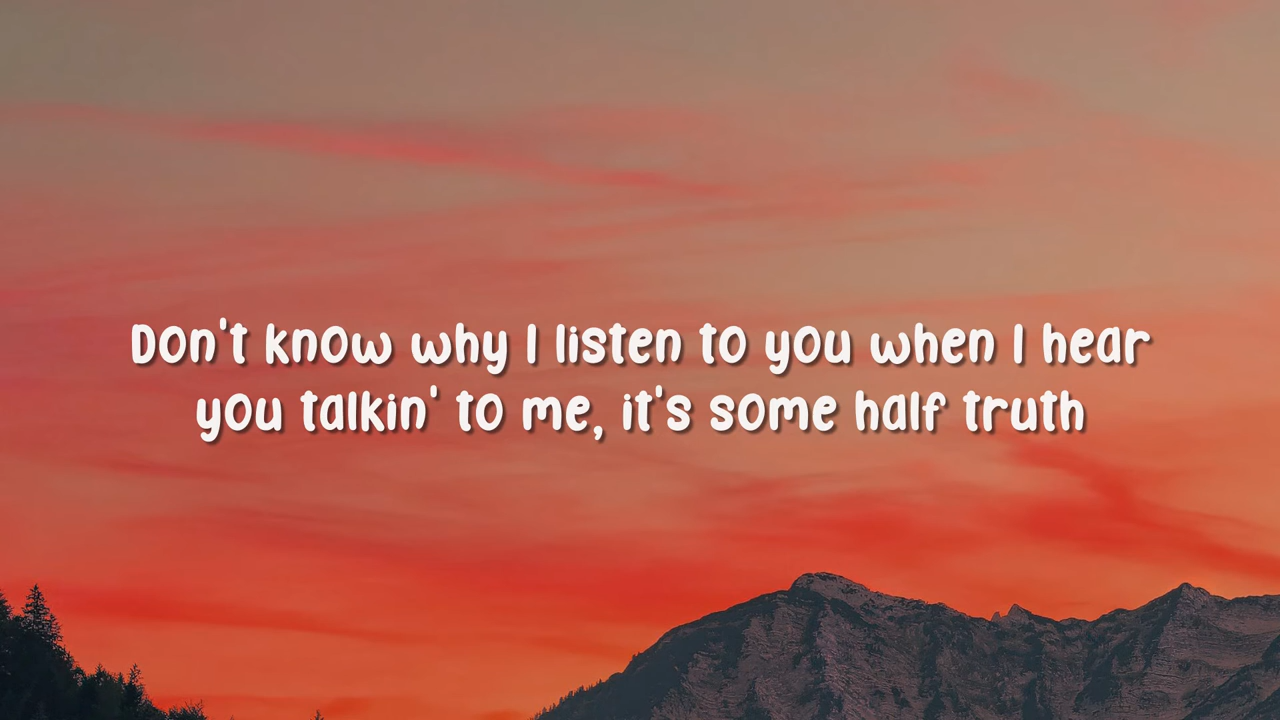 Don't know why I listen to you when I hear
you talkin' to me, it's some half truth